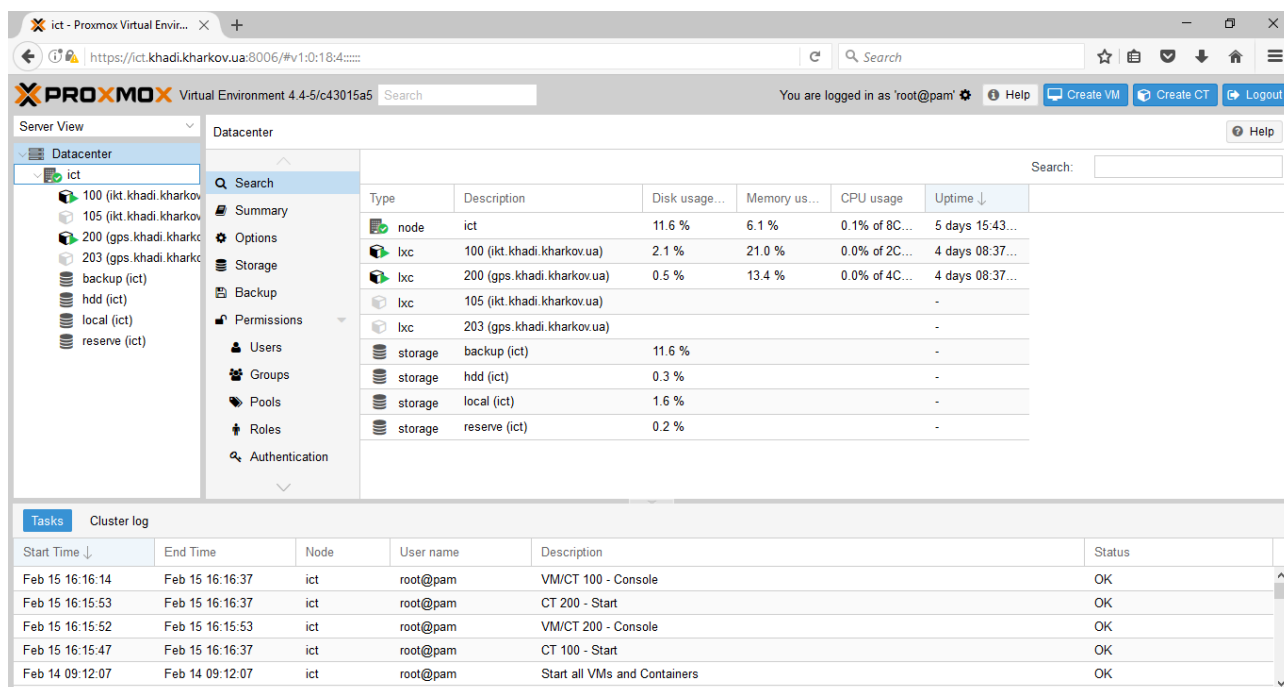 ict - Proxmox Virtual Envir...
https://ict.khadi.kharkov.ua:8006/#v1:0:18:4::::::
Search
PROXMOX Virtual Environment 4.4-5/c43015a5 Search You are logged in as 'root@pam' Help Create VM Create CT Logout
Server View
Datacenter
ict
100 (ikt.khadi.kharkov
105 (ikt.khadi.kharkov
200 (gps.khadi.kharko
203 (gps.khadi.kharko
backup (ict)
hdd (ict)
local (ict)
reserve (ict)
Datacenter Help
Search
Summary
Options
Storage
Backup
Permissions
Users
Groups
Pools
Roles
Authentication
Search:
Type Description Disk usage... Memory us... CPU usage Uptime
node ict 11.6 % 6.1 % 0.1% of 8C... 5 days 15:43...
lxc 100 (ikt.khadi.kharkov.ua) 2.1 % 21.0 % 0.0% of 2C... 4 days 08:37...
lxc 200 (gps.khadi.kharkov.ua) 0.5 % 13.4 % 0.0% of 4C... 4 days 08:37...
lxc 105 (ikt.khadi.kharkov.ua) -
lxc 203 (gps.khadi.kharkov.ua) -
storage backup (ict) 11.6 % -
storage hdd (ict) 0.3 % -
storage local (ict) 1.6 % -
storage reserve (ict) 0.2 % -
Tasks Cluster log
Start Time End Time Node User name Description Status
Feb 15 16:16:14 Feb 15 16:16:37 ict root@pam VM/CT 100 - Console OK
Feb 15 16:15:53 Feb 15 16:16:37 ict root@pam CT 200 - Start OK
Feb 15 16:15:52 Feb 15 16:15:53 ict root@pam VM/CT 200 - Console OK
Feb 15 16:15:47 Feb 15 16:16:37 ict root@pam CT 100 - Start OK
Feb 14 09:12:07 Feb 14 09:12:07 ict root@pam Start all VMs and Containers OK